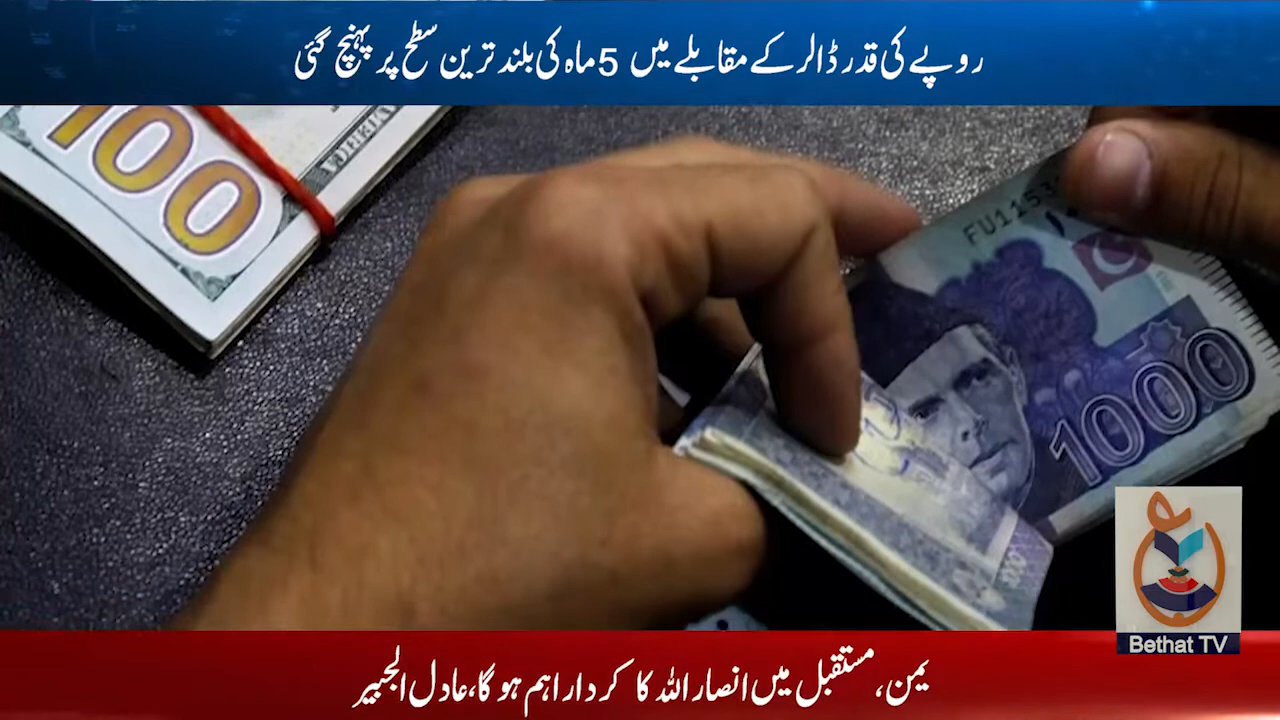 روپے کی قدر ڈالر کے مقابلے میں 5 ماہ کی بلند ترین سطح پر پہنچ گئی
100
FU1153
1000
Bethat TV
یمن، مستقبل میں انصار اللہ کا کردار اہم ہو گا، عادل الجبیر